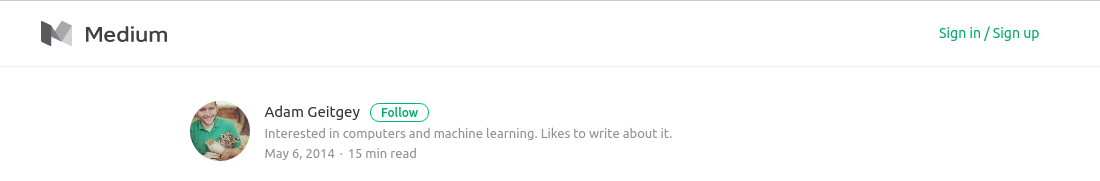 Medium
Sign in / Sign up
Adam Geitgey Follow
Interested in computers and machine learning. Likes to write about it.
May 6, 2014 · 15 min read